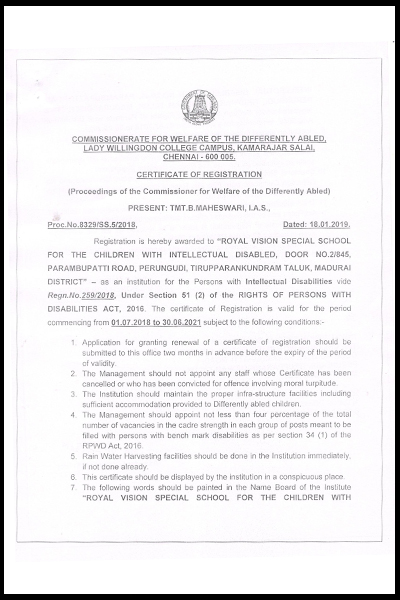 COMMISSIONERATE FOR WELFARE OF THE DIFFERENTLY ABLED,
LADY WILLINGDON COLLEGE CAMPUS, KAMARAJAR SALAI,
CHENNAI - 600 005.
CERTIFICATE OF REGISTRATION
(Proceedings of the Commissioner for Welfare of the Differently Abled)
PRESENT: TMT.B.MAHESWARI, I.A.S.,
Proc.No.8329/SS.5/2018, Dated: 18.01.2019.
Registration is hereby awarded to "ROYAL VISION SPECIAL SCHOOL
FOR THE CHILDREN WITH INTELLECTUAL DISABLED, DOOR NO.2/845,
PARAMBUPATTI ROAD, PERUNGUDI, TIRUPPARANKUNDRAM TALUK, MADURAI
DISTRICT" – as an institution for the Persons with Intellectual Disabilities vide
Regn.No.259/2018, Under Section 51 (2) of the RIGHTS OF PERSONS WITH
DISABILITIES ACT, 2016. The certificate of Registration is valid for the period
commencing from 01.07.2018 to 30.06.2021 subject to the following conditions:-
1. Application for granting renewal of a certificate of registration should be
submitted to this office two months in advance before the expiry of the period
of validity.
2. The Management should not appoint any staff whose Certificate has been
cancelled or who has been convicted for offence involving moral turpitude.
3. The Institution should maintain the proper infra-structure facilities including
sufficient accommodation provided to Differently abled children.
4. The Management should appoint not less than four percentage of the total
number of vacancies in the cadre strength in each group of posts meant to be
filled with persons with bench mark disabilities as per section 34 (1) of the
RPWD Act, 2016.
5. Rain Water Harvesting facilities should be done in the Institution immediately,
if not done already.
6. This certificate should be displayed by the institution in a conspicuous place.
7. The following words should be painted in the Name Board of the Institute
"ROYAL VISION SPECIAL SCHOOL FOR THE CHILDREN WITH